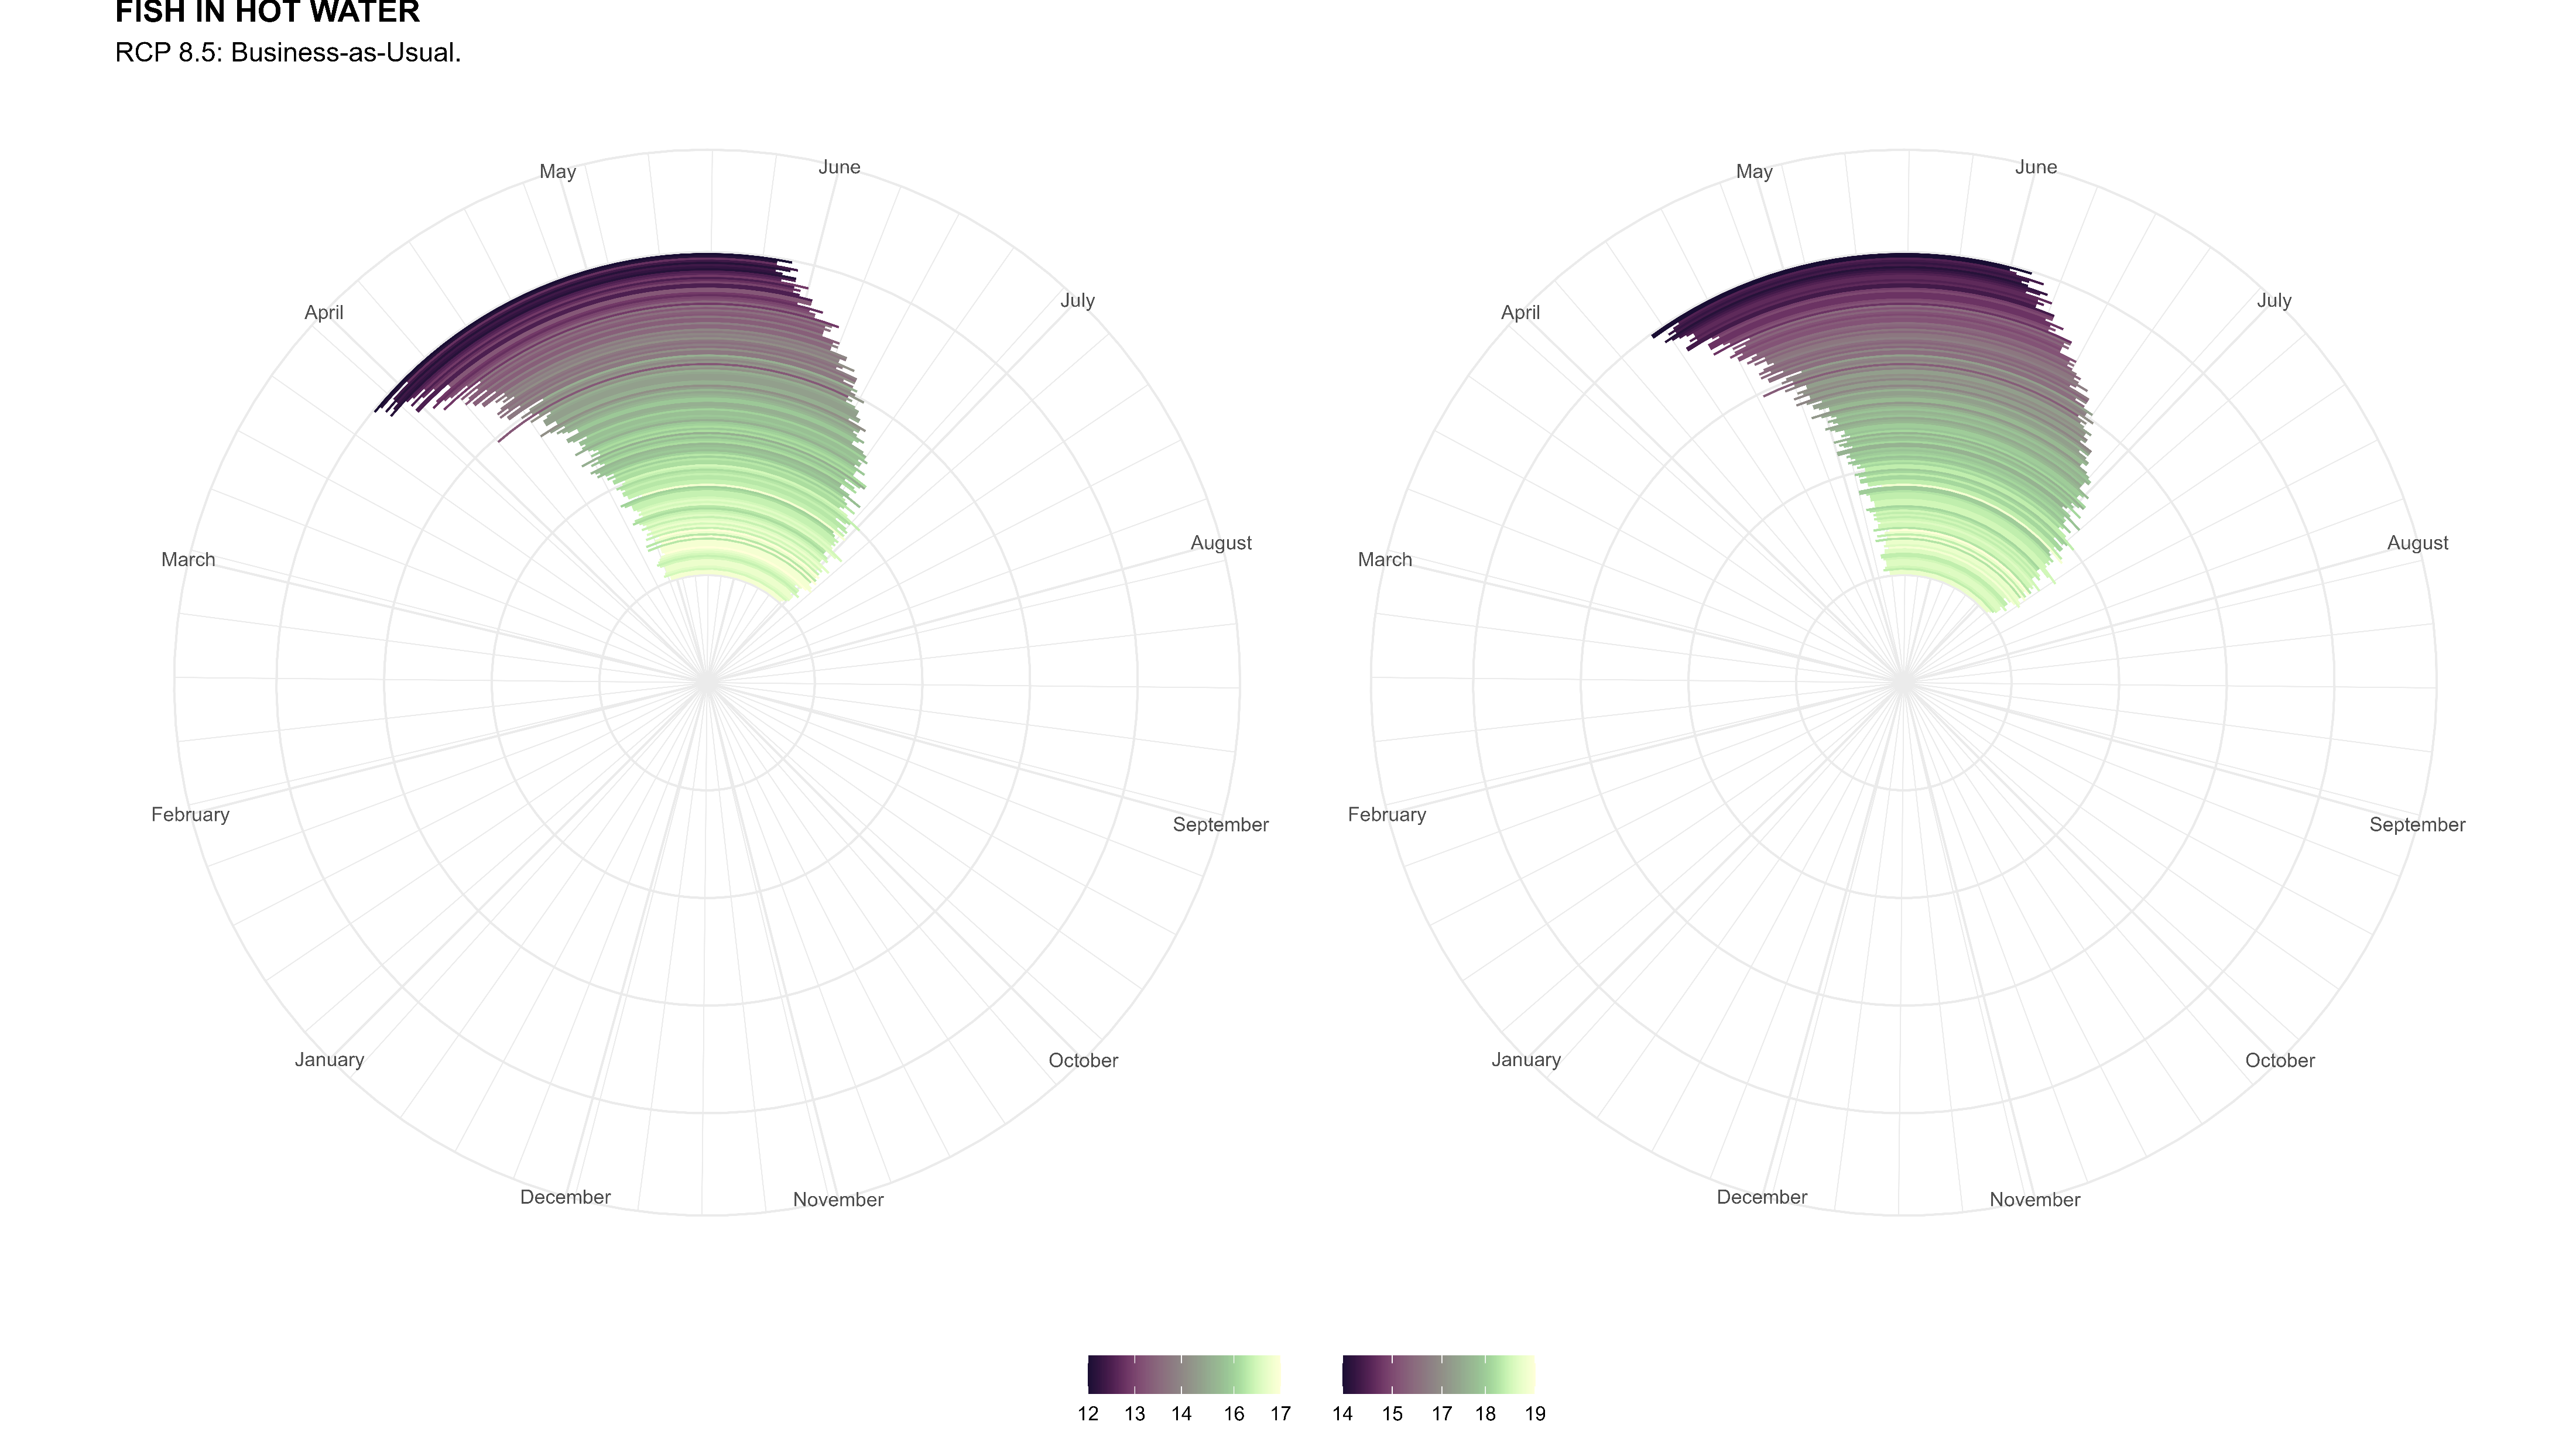 FISH IN HOT WATER
RCP 8.5: Business-as-Usual.
May
June
April
July
March
August
February
September
January
October
December
November
May
June
April
July
March
August
February
September
January
October
December
November
12 13 14 16 17
14 15 17 18 19